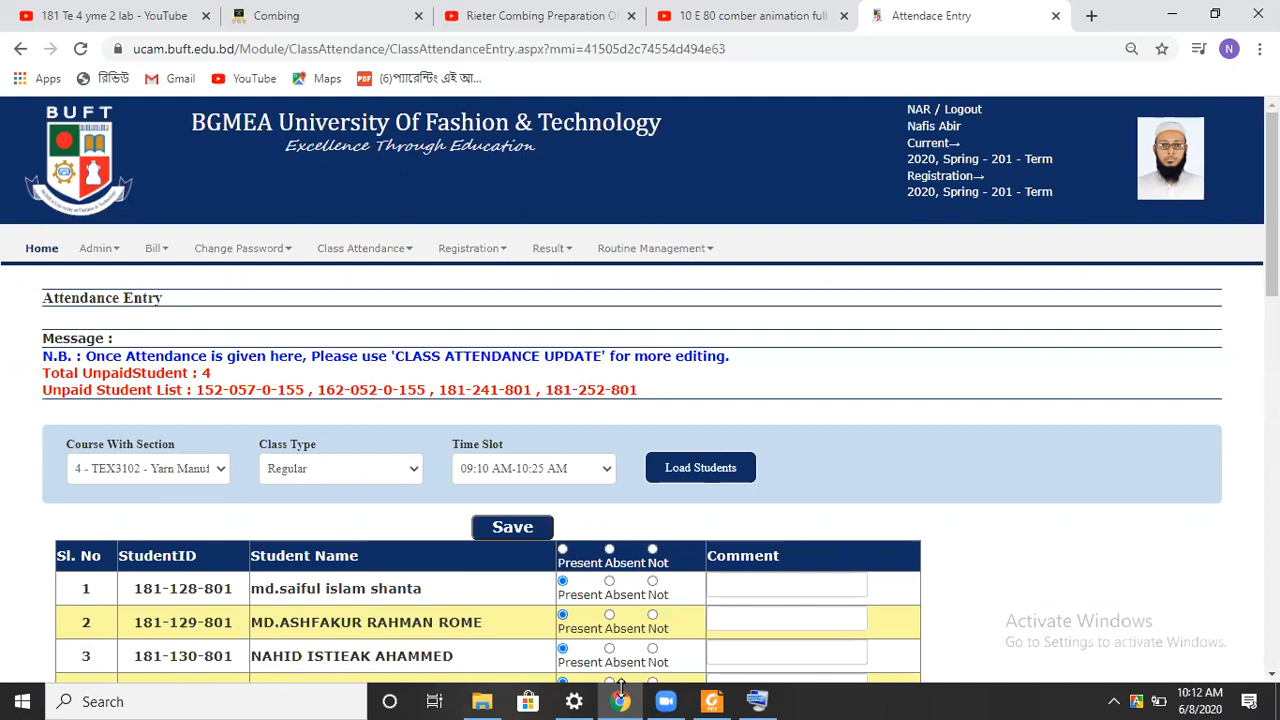 181 Te 4 yme 2 lab - YouTube
Combing
Rieter Combing Preparation O
10 E 80 comber animation full
Attendace Entry
ucam.buft.edu.bd/Module/ClassAttendance/ClassAttendanceEntry.aspx?mmi=41505d2c74554d494e63
N
Apps
রিভিউ
Gmail
YouTube
Maps
(6)প্যারেন্টিং এই আ...
BUFT
BGMEA University Of Fashion & Technology
Excellence Through Education
NAR / Logout
Nafis Abir
Current→
2020, Spring - 201 - Term
Registration→
2020, Spring - 201 - Term
Home
Admin
Bill
Change Password
Class Attendance
Registration
Result
Routine Management
Attendance Entry
Message :
N.B. : Once Attendance is given here, Please use 'CLASS ATTENDANCE UPDATE' for more editing.
Total UnpaidStudent : 4
Unpaid Student List : 152-057-0-155 , 162-052-0-155 , 181-241-801 , 181-252-801
Course With Section
Class Type
Time Slot
4 - TEX3102 - Yarn Manuf
Regular
09:10 AM-10:25 AM
Load Students
Save
Sl. No StudentID Student Name Present Absent Not Comment
1 181-128-801 md.saiful islam shanta Present Absent Not
2 181-129-801 MD.ASHFAKUR RAHMAN ROME Present Absent Not
3 181-130-801 NAHID ISTIEAK AHAMMED Present Absent Not
Activate Windows
Go to Settings to activate Windows.
Search
10:12 AM
6/8/2020